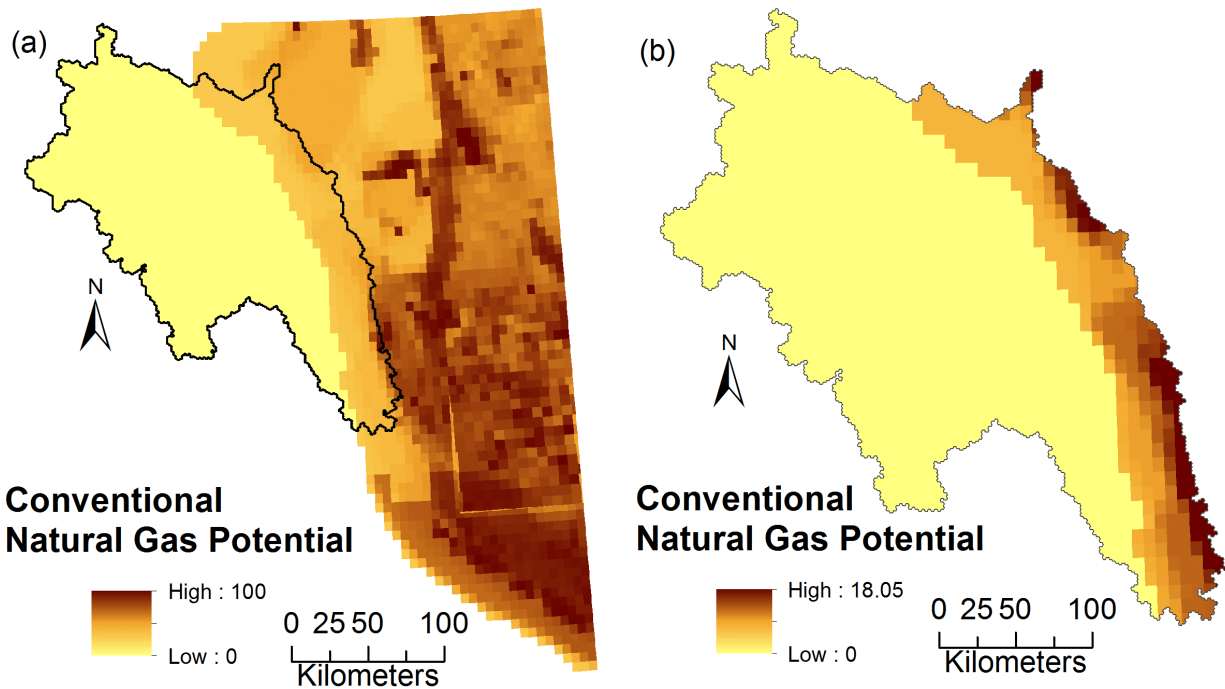 (a)
N
Conventional
Natural Gas Potential
High : 100
Low : 0
0 25 50 100
Kilometers
(b)
N
Conventional
Natural Gas Potential
High : 18.05
Low : 0
0 25 50 100
Kilometers